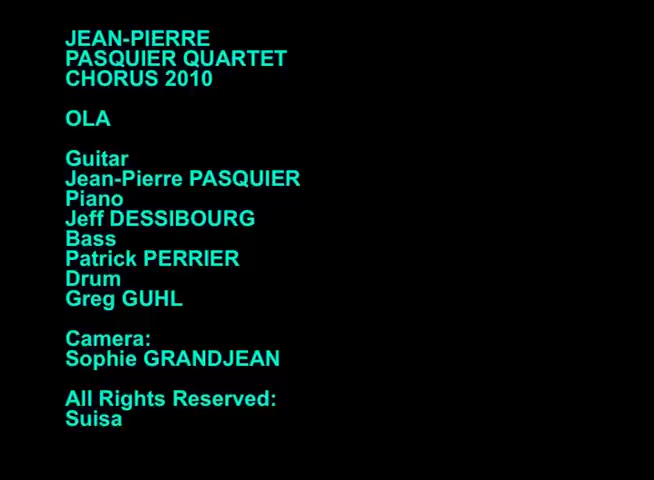 JEAN-PIERRE
PASQUIER QUARTET
CHORUS 2010
OLA
Guitar
Jean-Pierre PASQUIER
Piano
Jeff DESSIBOURG
Bass
Patrick PERRIER
Drum
Greg GUHL
Camera:
Sophie GRANDJEAN
All Rights Reserved:
Suisa